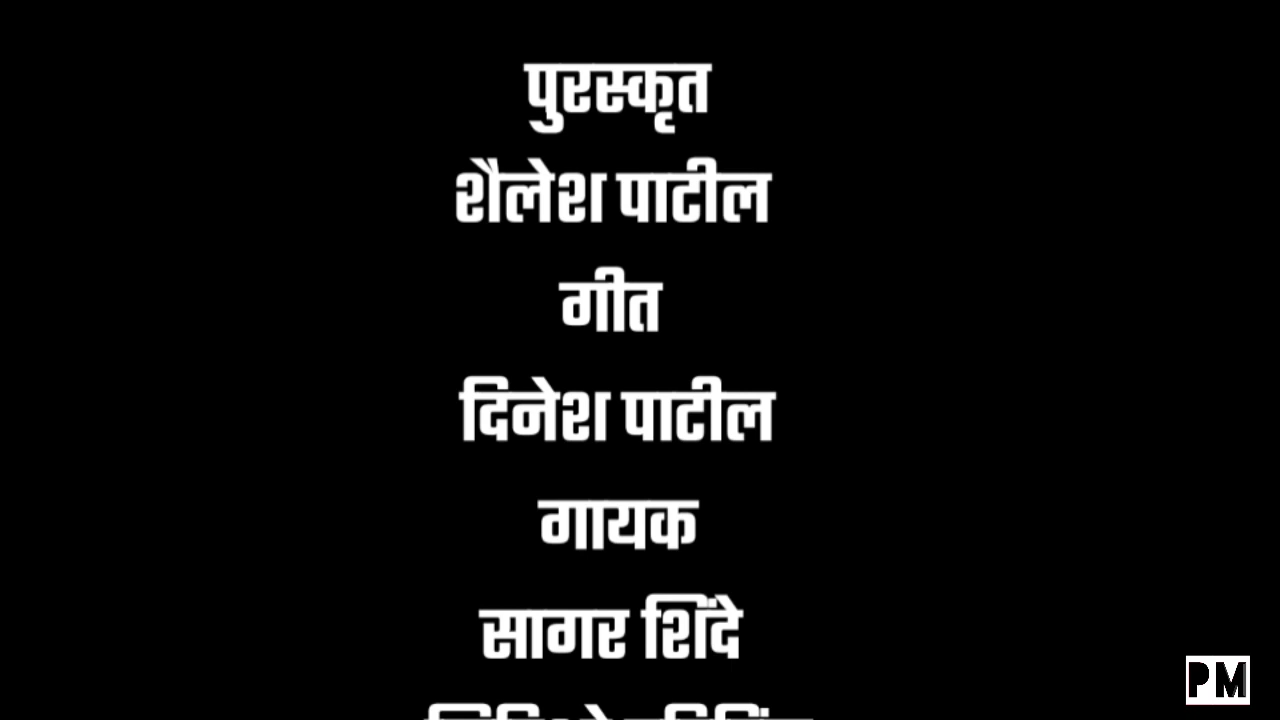 पुरस्कृत
शैलेश पाटील
गीत
दिनेश पाटील
गायक
सागर शिंदे
PM